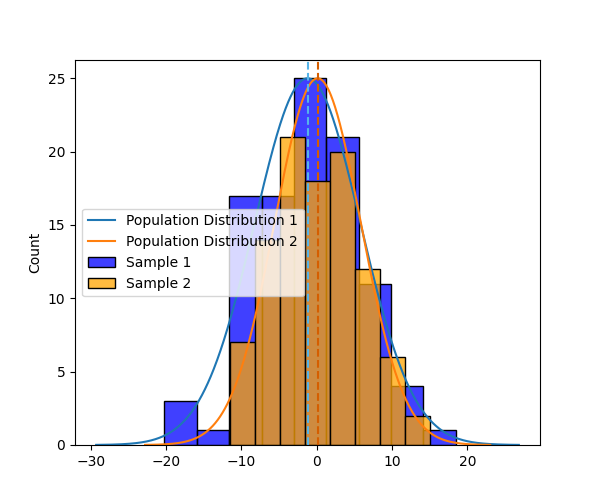 25
20
15
10
5
0
Count
Population Distribution 1
Population Distribution 2
Sample 1
Sample 2
−30 −20 −10 0 10 20